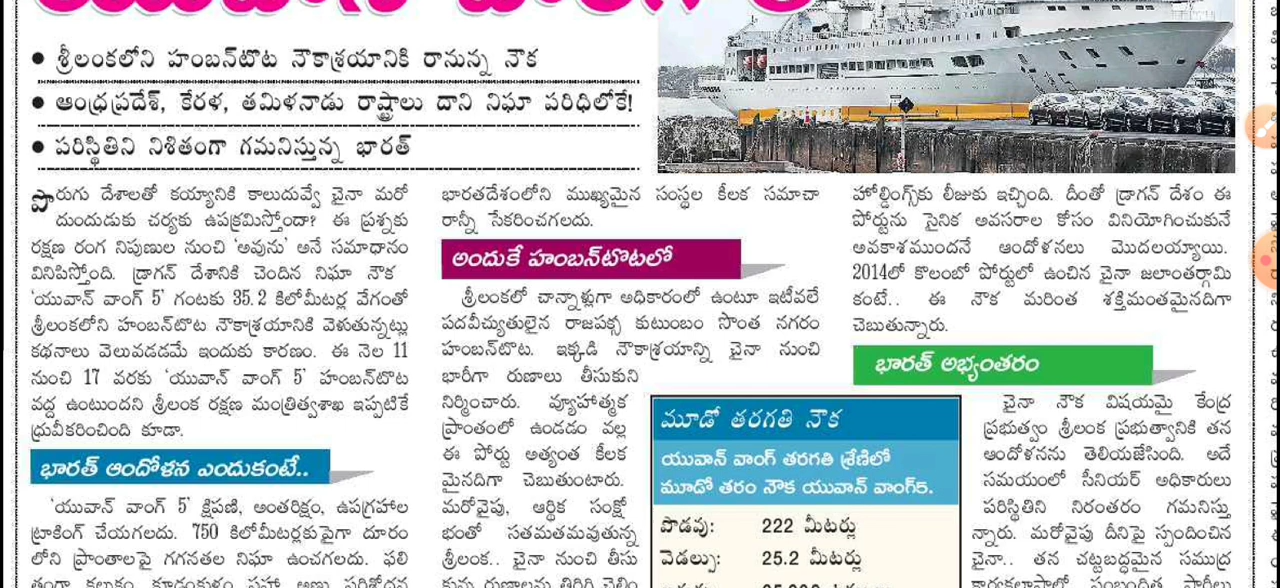 • శ్రీలంకలోని హంబన్‌టొట నౌకాశ్రయానికి రానున్న నౌక
• ఆంధ్రప్రదేశ్, కేరళ, తమిళనాడు రాష్ట్రాలు దాని నిఘా పరిధిలోకే!
• పరిస్థితిని నిశితంగా గమనిస్తున్న భారత్
పొరుగు దేశాలతో కయ్యానికి కాలుదువ్వే చైనా మరో
దుందుడుకు చర్యకు ఉపక్రమిస్తోందా? ఈ ప్రశ్నకు
రక్షణ రంగ నిపుణుల నుంచి 'అవును' అనే సమాధానం
వినిపిస్తోంది. డ్రాగన్ దేశానికి చెందిన నిఘా నౌక
'యువాన్ వాంగ్ 5' గంటకు 35.2 కిలోమీటర్ల వేగంతో
శ్రీలంకలోని హంబన్‌టొట నౌకాశ్రయానికి వెళుతున్నట్లు
కథనాలు వెలువడడమే ఇందుకు కారణం. ఈ నెల 11
నుంచి 17 వరకు 'యువాన్ వాంగ్ 5' హంబన్‌టొట
వద్ద ఉంటుందని శ్రీలంక రక్షణ మంత్రిత్వశాఖ ఇప్పటికే
ధ్రువీకరించింది కూడా.
భారత్ ఆందోళన ఎందుకంటే..
'యువాన్ వాంగ్ 5' క్షిపణి, అంతరిక్షం, ఉపగ్రహాల
ట్రాకింగ్ చేయగలదు. 750 కిలోమీటర్లకుపైగా దూరం
లోని ప్రాంతాలపై గగనతల నిఘా ఉంచగలదు. ఫలి
భారతదేశంలోని ముఖ్యమైన సంస్థల కీలక సమాచా
రాన్నీ సేకరించగలదు.
అందుకే హంబన్‌టొటలో
శ్రీలంకలో చాన్నాళ్లుగా అధికారంలో ఉంటూ ఇటీవలే
పదవీచ్యుతులైన రాజపక్స కుటుంబం సొంత నగరం
హంబన్‌టొట. ఇక్కడి నౌకాశ్రయాన్ని చైనా నుంచి
భారీగా రుణాలు తీసుకుని
నిర్మించారు. వ్యూహాత్మక
ప్రాంతంలో ఉండడం వల్ల
ఈ పోర్టు అత్యంత కీలక
మైనదిగా చెబుతుంటారు.
మరోవైపు, ఆర్థిక సంక్షో
భంతో సతమతమవుతున్న
శ్రీలంక.. చైనా నుంచి తీసు
మూడో తరగతి నౌక
యువాన్ వాంగ్ తరగతి శ్రేణిలో
మూడో తరం నౌక యువాన్ వాంగ్5.
పొడవు: 222 మీటర్లు
వెడల్పు: 25.2 మీటర్లు
హోల్డింగ్స్‌కు లీజుకు ఇచ్చింది. దీంతో డ్రాగన్ దేశం ఈ
పోర్టును సైనిక అవసరాల కోసం వినియోగించుకునే
అవకాశముందనే ఆందోళనలు మొదలయ్యాయి.
2014లో కొలంబో పోర్టులో ఉంచిన చైనా జలాంతర్గామి
కంటే.. ఈ నౌక మరింత శక్తిమంతమైనదిగా
చెబుతున్నారు.
భారత్ అభ్యంతరం
చైనా నౌక విషయమై కేంద్ర
ప్రభుత్వం శ్రీలంక ప్రభుత్వానికి తన
ఆందోళనను తెలియజేసింది. అదే
సమయంలో సీనియర్ అధికారులు
పరిస్థితిని నిరంతరం గమనిస్తు
న్నారు. మరోవైపు దీనిపై స్పందించిన
చైనా.. తన చట్టబద్ధమైన సముద్ర